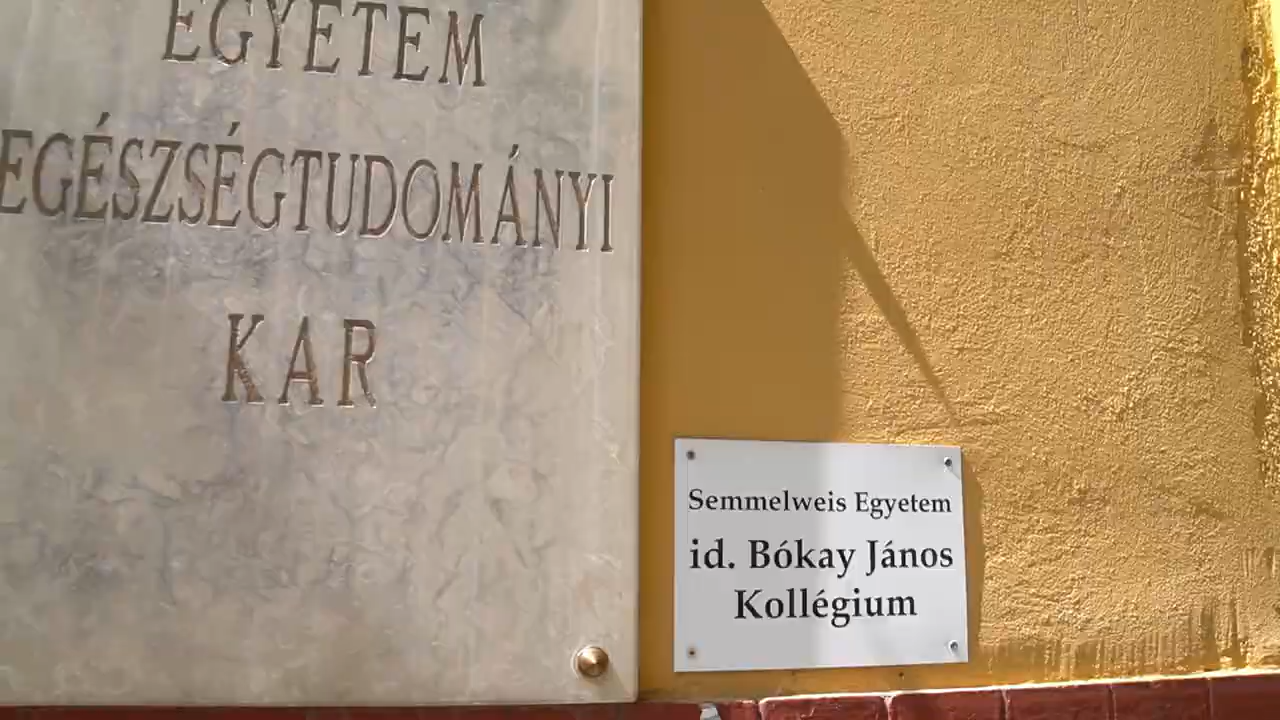 EGYETEM
EGÉSZSÉGTUDOMÁNYI
KAR
Semmelweis Egyetem
id. Bókay János
Kollégium